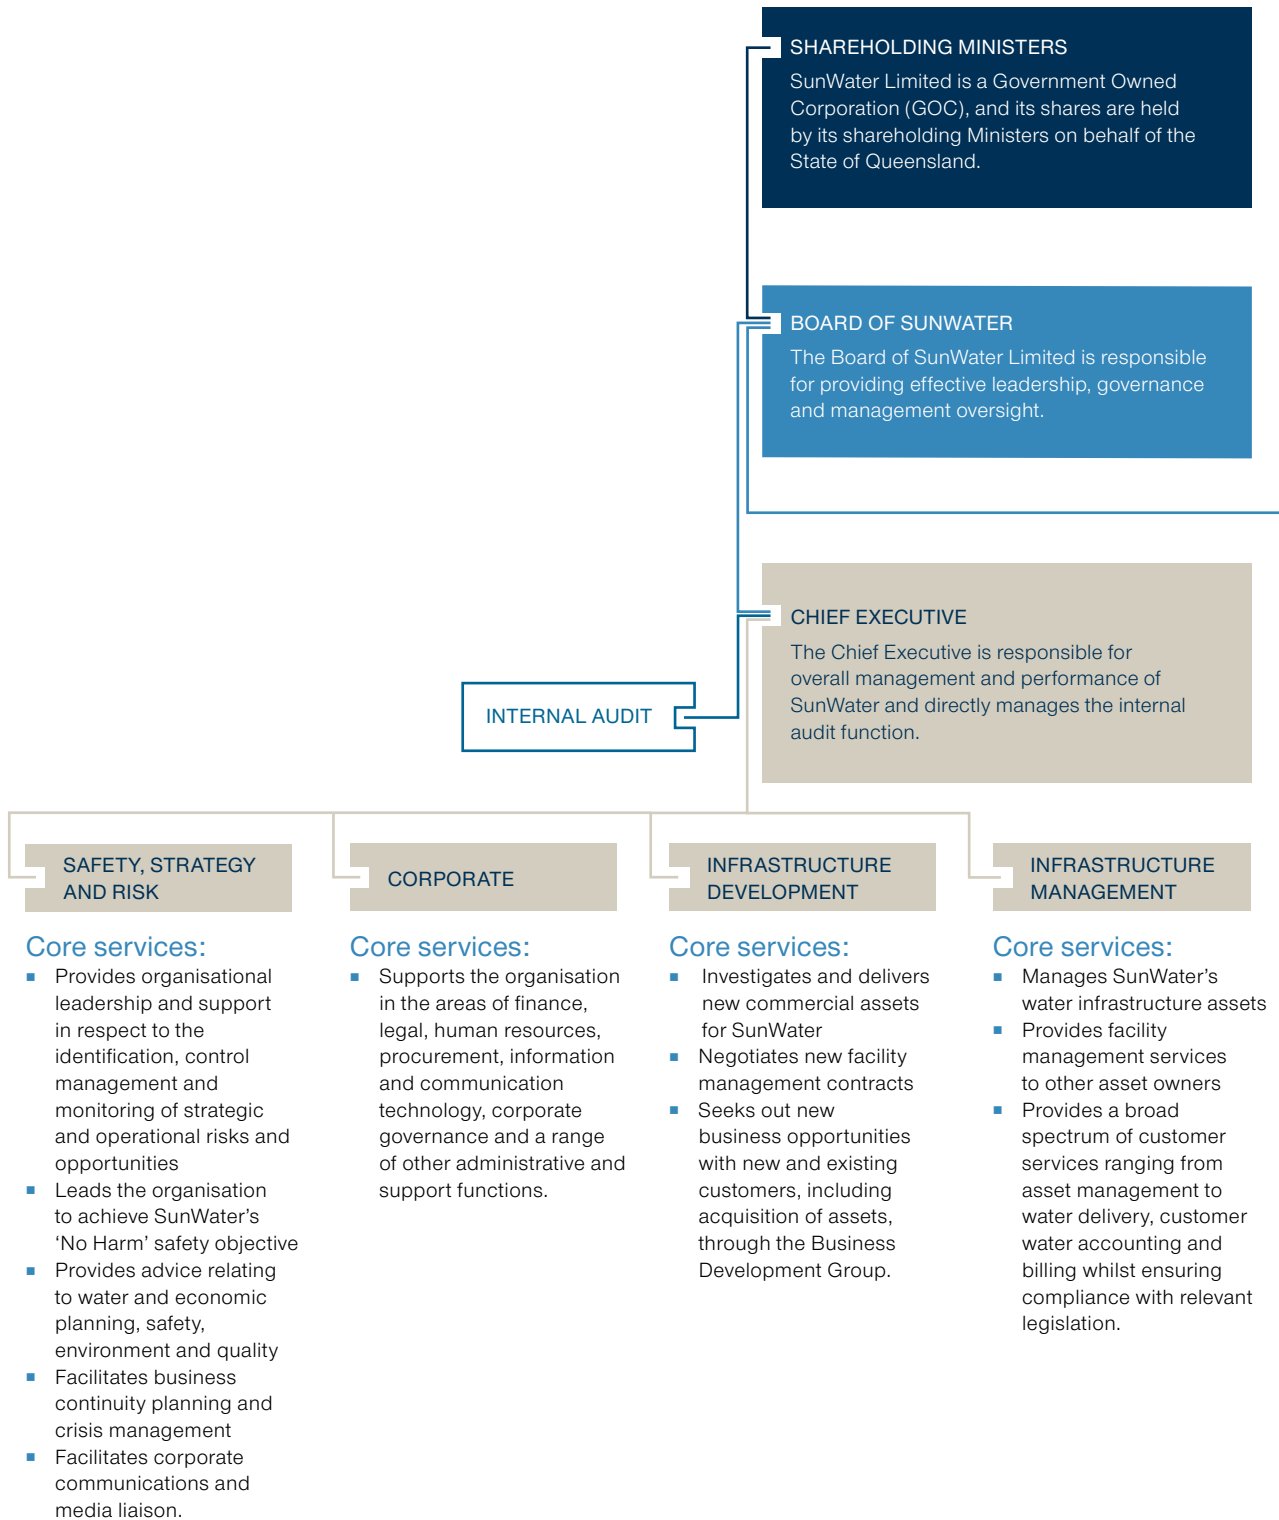 SHAREHOLDING MINISTERS
SunWater Limited is a Government Owned
Corporation (GOC), and its shares are held
by its shareholding Ministers on behalf of the
State of Queensland.
BOARD OF SUNWATER
The Board of SunWater Limited is responsible
for providing effective leadership, governance
and management oversight.
CHIEF EXECUTIVE
The Chief Executive is responsible for
overall management and performance of
SunWater and directly manages the internal
audit function.
INTERNAL AUDIT
SAFETY, STRATEGY
AND RISK
Core services:
▪ Provides organisational
leadership and support
in respect to the
identification, control
management and
monitoring of strategic
and operational risks and
opportunities
▪ Leads the organisation
to achieve SunWater’s
‘No Harm’ safety objective
▪ Provides advice relating
to water and economic
planning, safety,
environment and quality
▪ Facilitates business
continuity planning and
crisis management
▪ Facilitates corporate
communications and
media liaison.
CORPORATE
Core services:
▪ Supports the organisation
in the areas of finance,
legal, human resources,
procurement, information
and communication
technology, corporate
governance and a range
of other administrative and
support functions.
INFRASTRUCTURE
DEVELOPMENT
Core services:
▪ Investigates and delivers
new commercial assets
for SunWater
▪ Negotiates new facility
management contracts
▪ Seeks out new
business opportunities
with new and existing
customers, including
acquisition of assets,
through the Business
Development Group.
INFRASTRUCTURE
MANAGEMENT
Core services:
▪ Manages SunWater’s
water infrastructure assets
▪ Provides facility
management services
to other asset owners
▪ Provides a broad
spectrum of customer
services ranging from
asset management to
water delivery, customer
water accounting and
billing whilst ensuring
compliance with relevant
legislation.